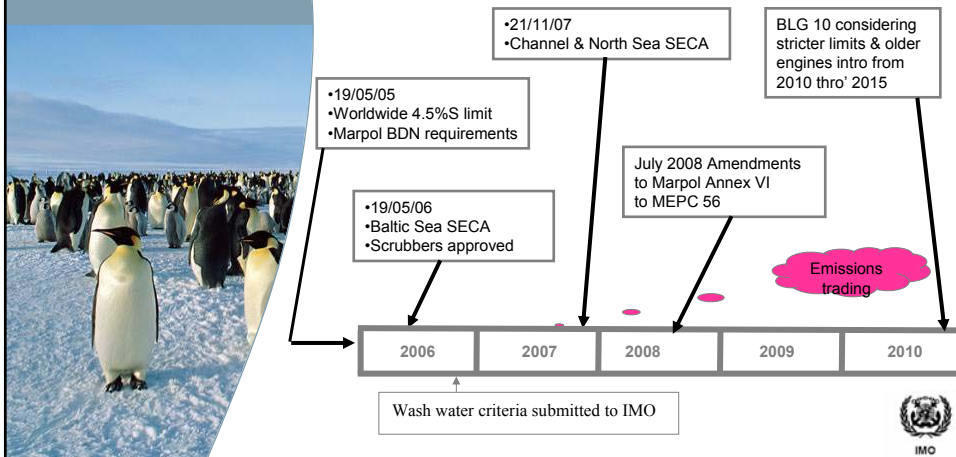 •21/11/07
•Channel & North Sea SECA
BLG 10 considering
stricter limits & older
engines intro from
2010 thro' 2015
•19/05/05
•Worldwide 4.5%S limit
•Marpol BDN requirements
July 2008 Amendments
to Marpol Annex VI
to MEPC 56
•19/05/06
•Baltic Sea SECA
•Scrubbers approved
Emissions
trading
2006
2007
2008
2009
2010
Wash water criteria submitted to IMO
IMO